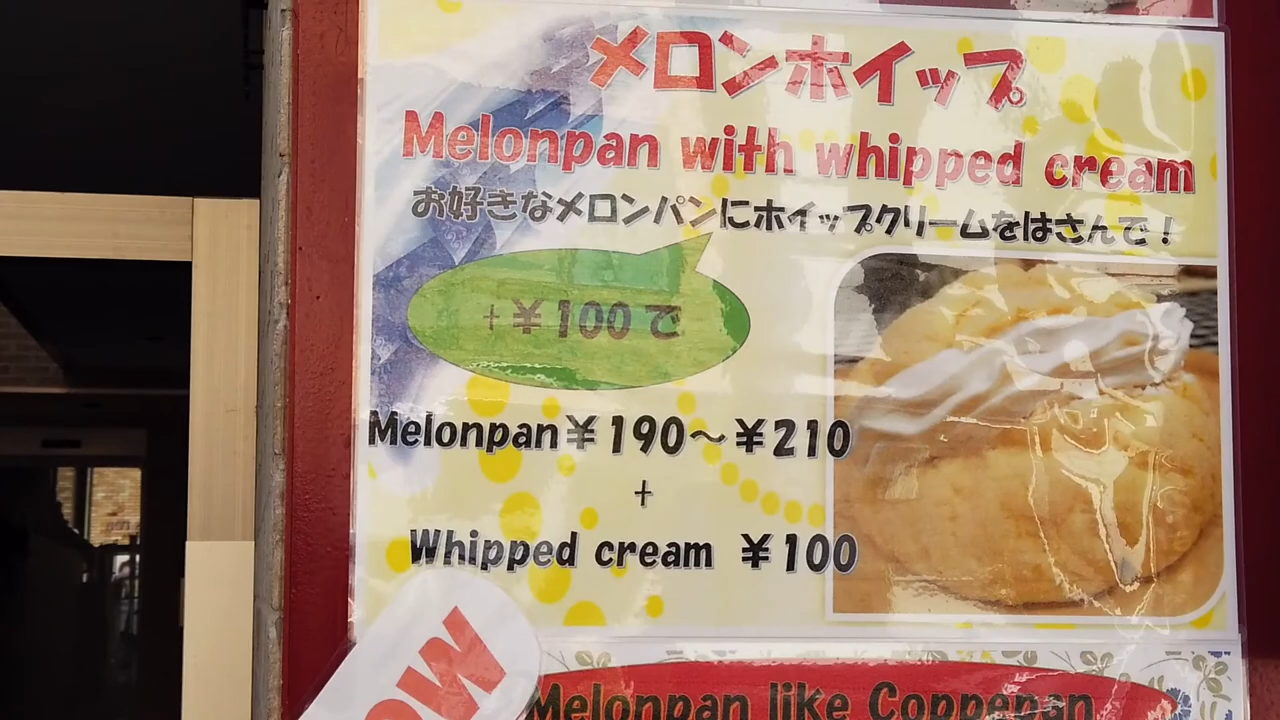 メロンホイップ
Melonpan with whipped cream
お好きなメロンパンにホイップクリームをはさんで！
+￥100で
Melonpan￥190～￥210
+
Whipped cream ￥100
Melonpan like Coppepan